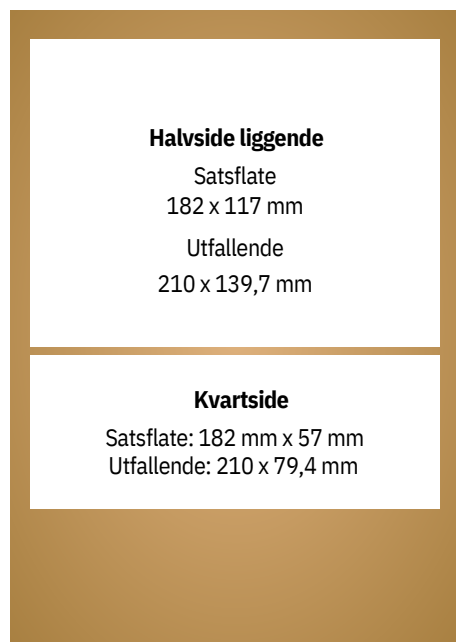 Halvside liggende
Satsflate
182 x 117 mm
Utfallende
210 x 139,7 mm
Kvartside
Satsflate: 182 mm x 57 mm
Utfallende: 210 x 79,4 mm